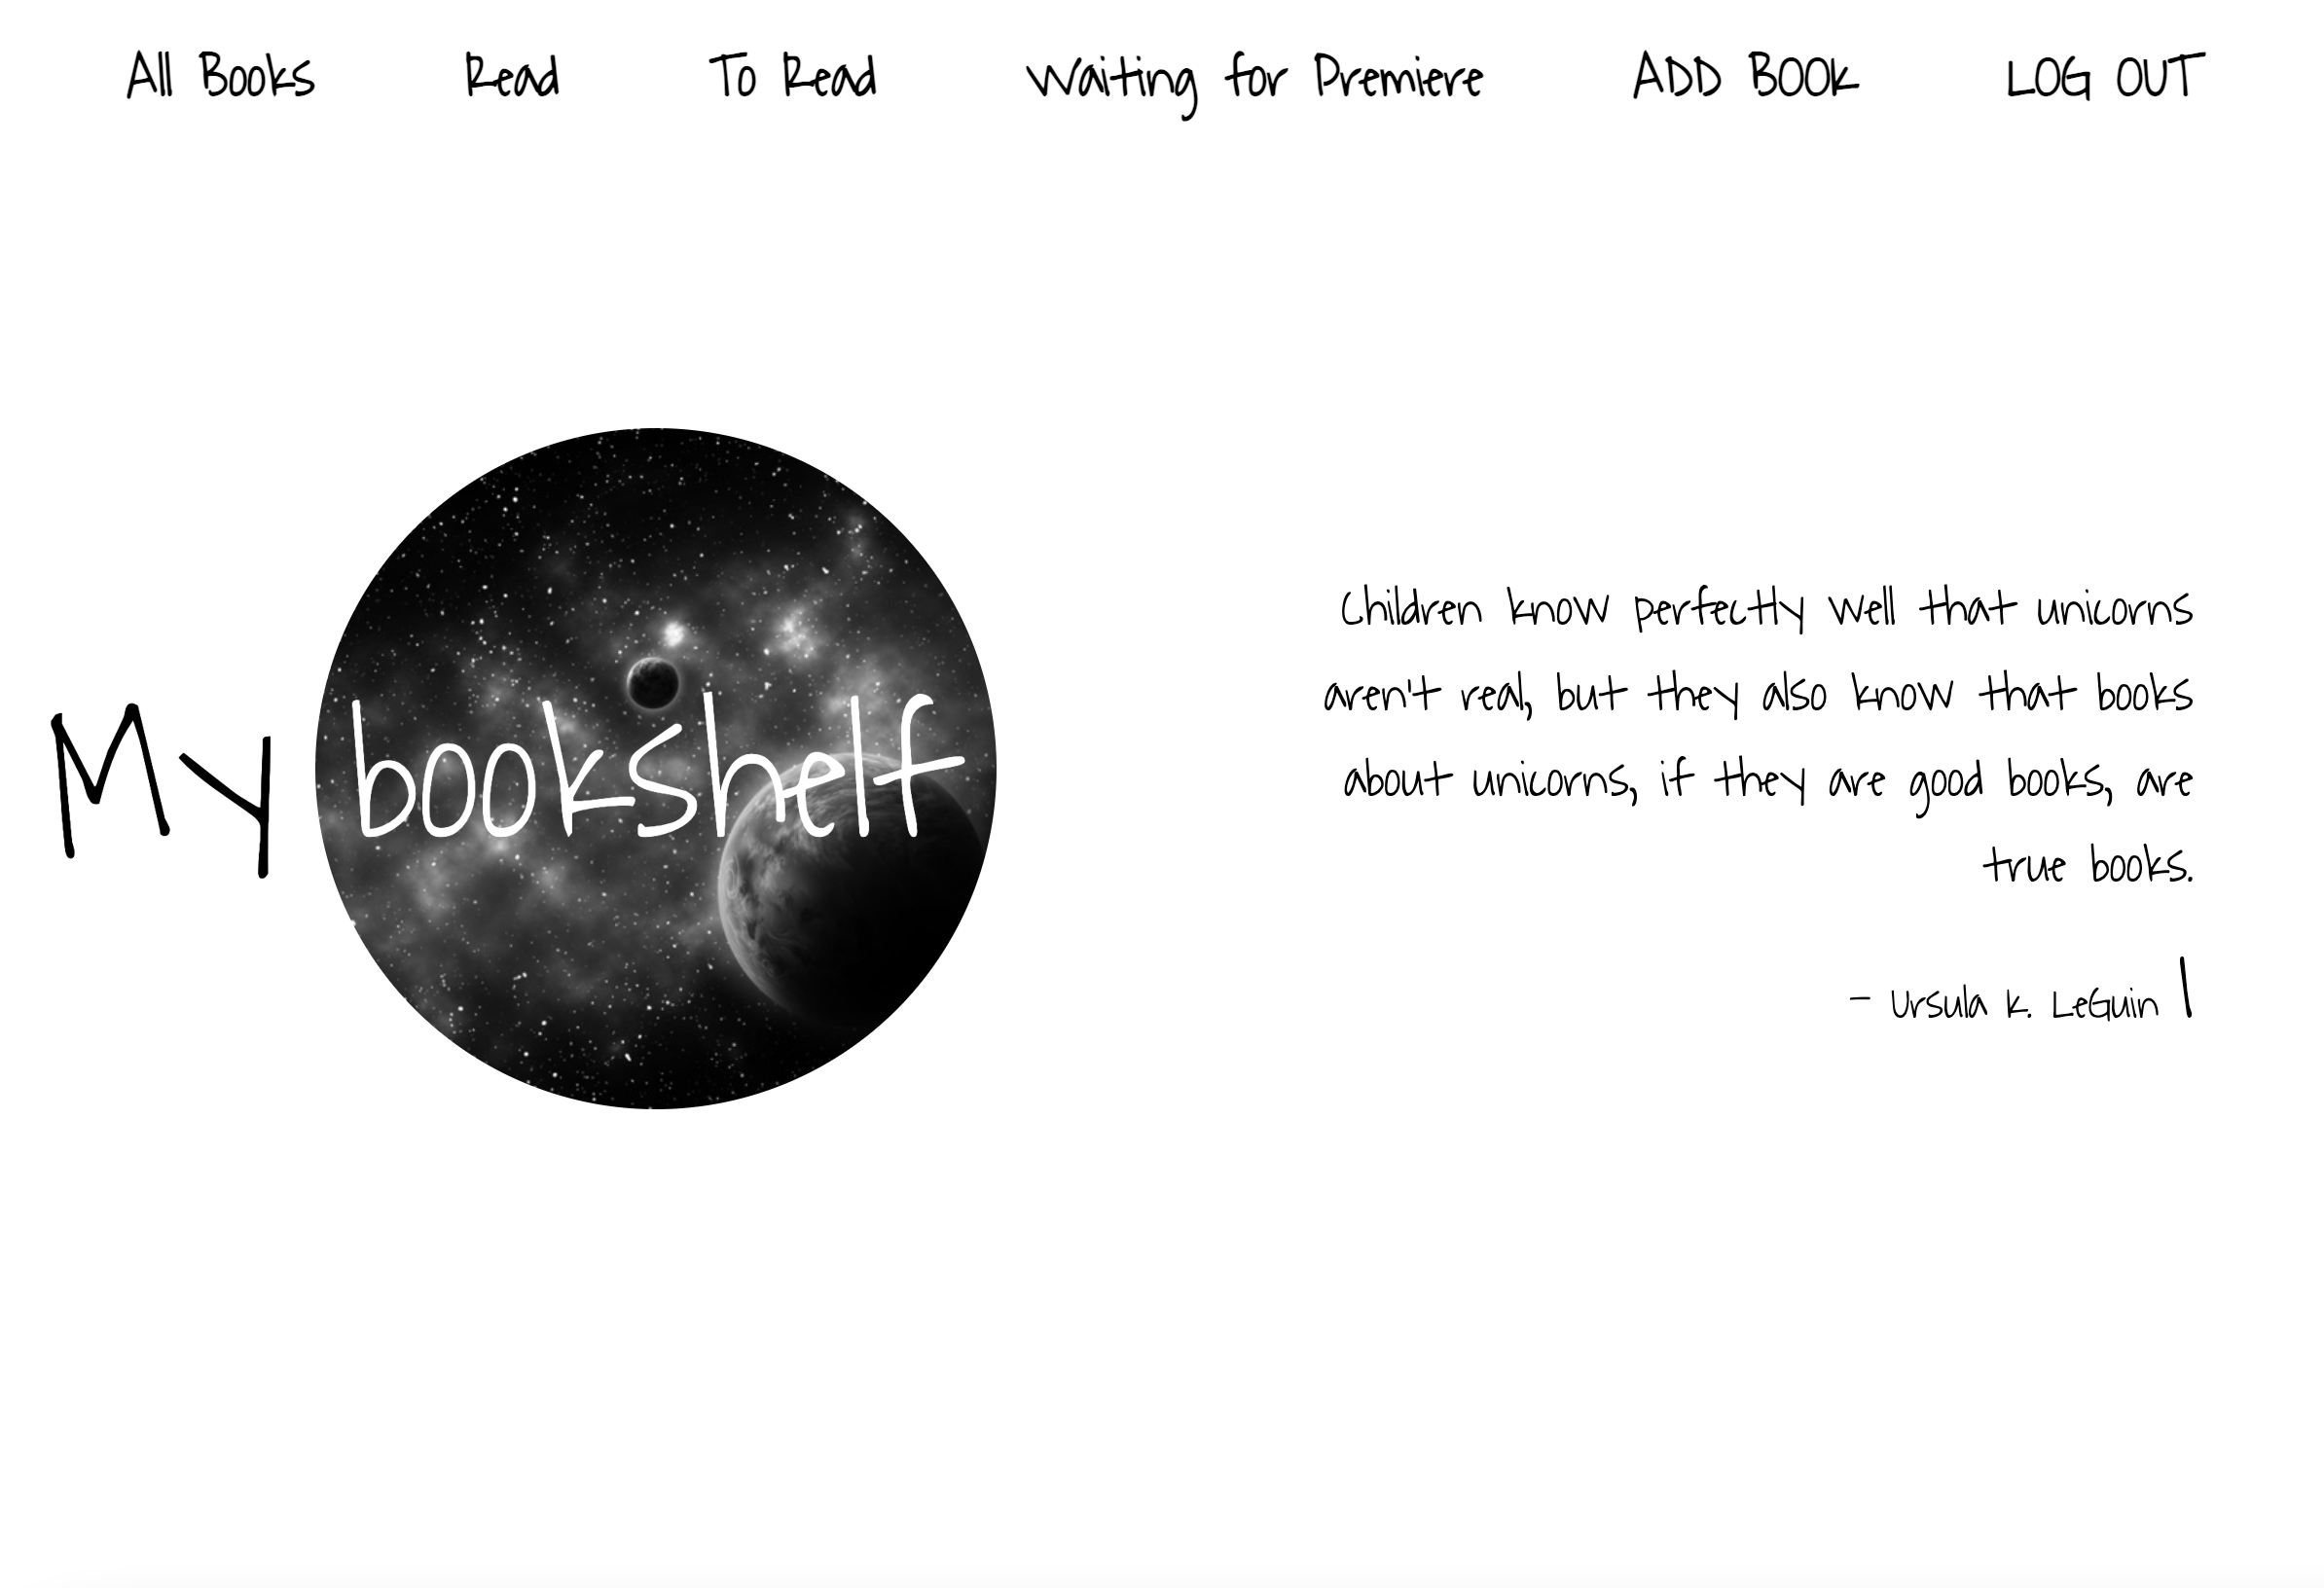 All Books Read To Read Waiting for Premiere ADD BOOK LOG OUT
My bookshelf
Children know perfectly well that unicorns
aren't real, but they also know that books
about unicorns, if they are good books, are
true books.
- Ursula K. LeGuin |